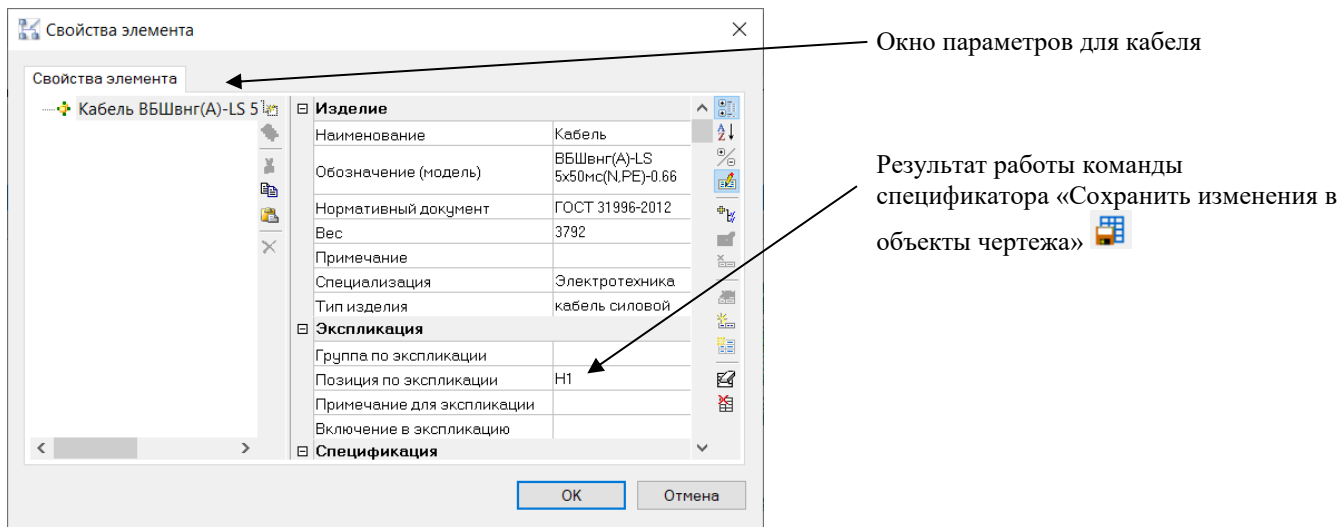 Свойства элемента
Окно параметров для кабеля
Свойства элемента
Кабель ВБШвнг(А)-LS 5
Изделие
Наименование Кабель
Обозначение (модель) ВБШвнг(А)-LS
5х50мс(N,PE)-0.66
Нормативный документ ГОСТ 31996-2012
Вес 3792
Примечание
Специализация Электротехника
Тип изделия кабель силовой
Экспликация
Группа по экспликации
Позиция по экспликации Н1
Примечание для экспликации
Включение в экспликацию
Спецификация
OK Отмена
Результат работы команды
спецификатора «Сохранить изменения в
объекты чертежа»